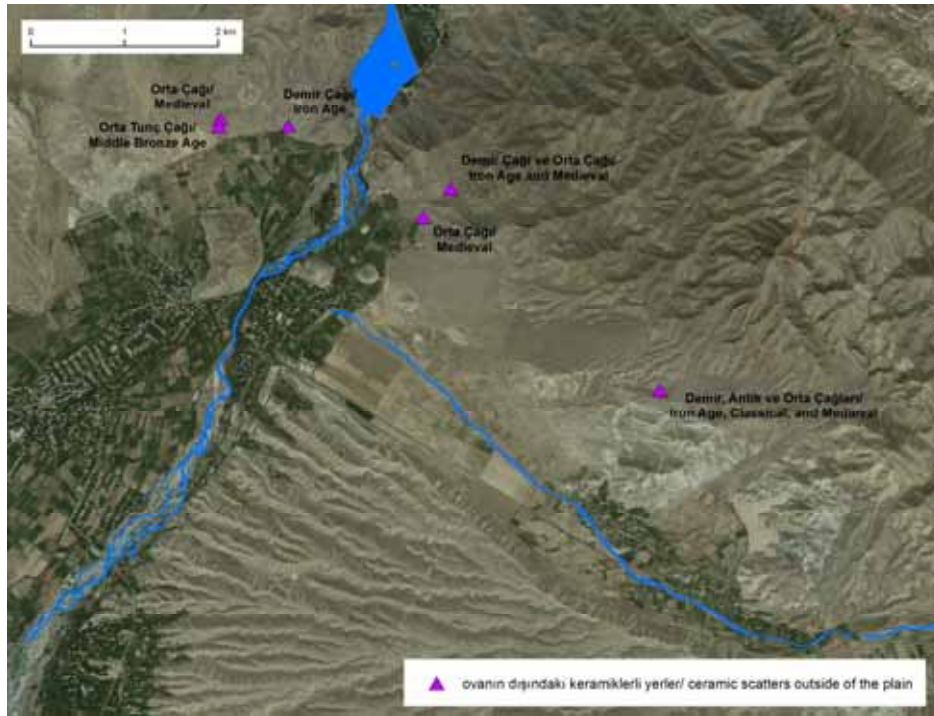 0 1 2 km
Orta Çağı/
Medieval
Demir Çağı/
Iron Age
Orta Tunç Çağı/
Middle Bronze Age
Demir Çağı ve Orta Çağı/
Iron Age and Medieval
Orta Çağı/
Medieval
Demir, Antik ve Orta Çağları/
Iron Age, Classical, and Medieval
ovanın dışındaki keramiklerli yerler/ ceramic scatters outside of the plain